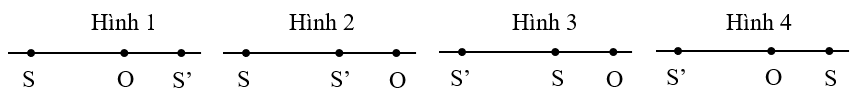 Hình 1 Hình 2 Hình 3 Hình 4
S O S' S S' O S' S O S' O S